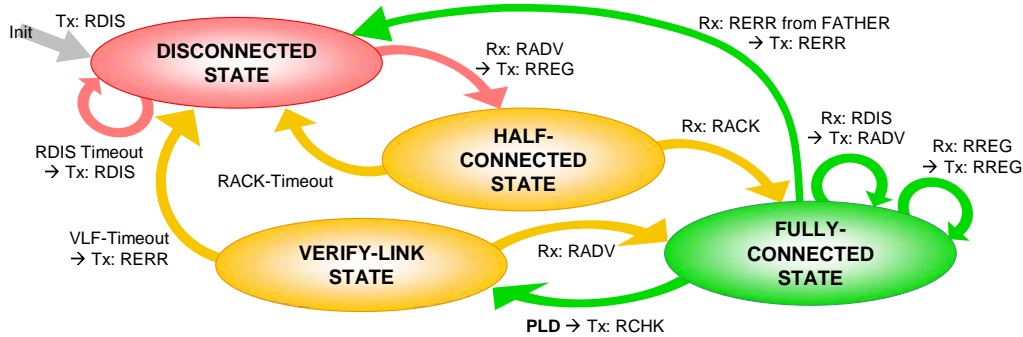 Tx: RDIS
Init
DISCONNECTED
STATE
Rx: RADV
→ Tx: RREG
Rx: RERR from FATHER
→ Tx: RERR
RDIS Timeout
→ Tx: RDIS
RACK-Timeout
HALF-
CONNECTED
STATE
Rx: RACK
Rx: RDIS
→ Tx: RADV
Rx: RREG
→ Tx: RREG
VLF-Timeout
→ Tx: RERR
VERIFY-LINK
STATE
Rx: RADV
FULLY-
CONNECTED
STATE
PLD → Tx: RCHK